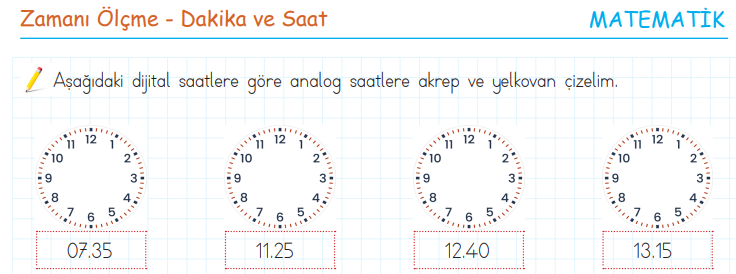 Zamanı Ölçme - Dakika ve Saat MATEMATİK
Aşağıdaki dijital saatlere göre analog saatlere akrep ve yelkovan çizelim.
12 1 2 3 4 5 6 7 8 9 10 11
12 1 2 3 4 5 6 7 8 9 10 11
12 1 2 3 4 5 6 7 8 9 10 11
12 1 2 3 4 5 6 7 8 9 10 11
07.35 11.25 12.40 13.15